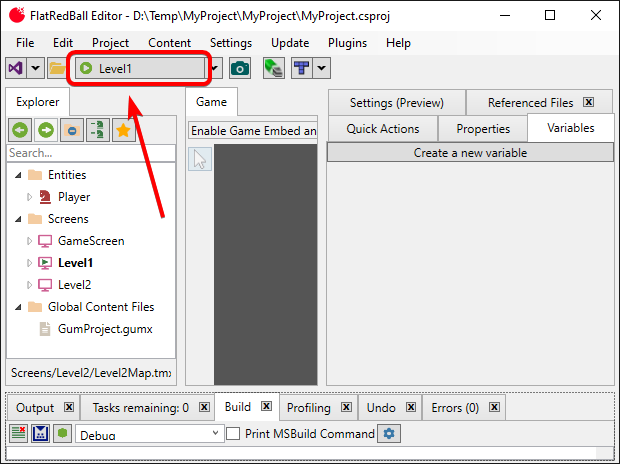 FlatRedBall Editor - D:\Temp\MyProject\MyProject\MyProject.csproj
File Edit Project Content Settings Update Plugins Help
Level1
Explorer
Game
Settings (Preview) Referenced Files
Quick Actions Properties Variables
Enable Game Embed an
Create a new variable
Search...
Entities
Player
Screens
GameScreen
Level1
Level2
Global Content Files
GumProject.gumx
Screens/Level2/Level2Map.tmx
Output Tasks remaining: 0 Build Profiling Undo Errors (0)
Debug Print MSBuild Command